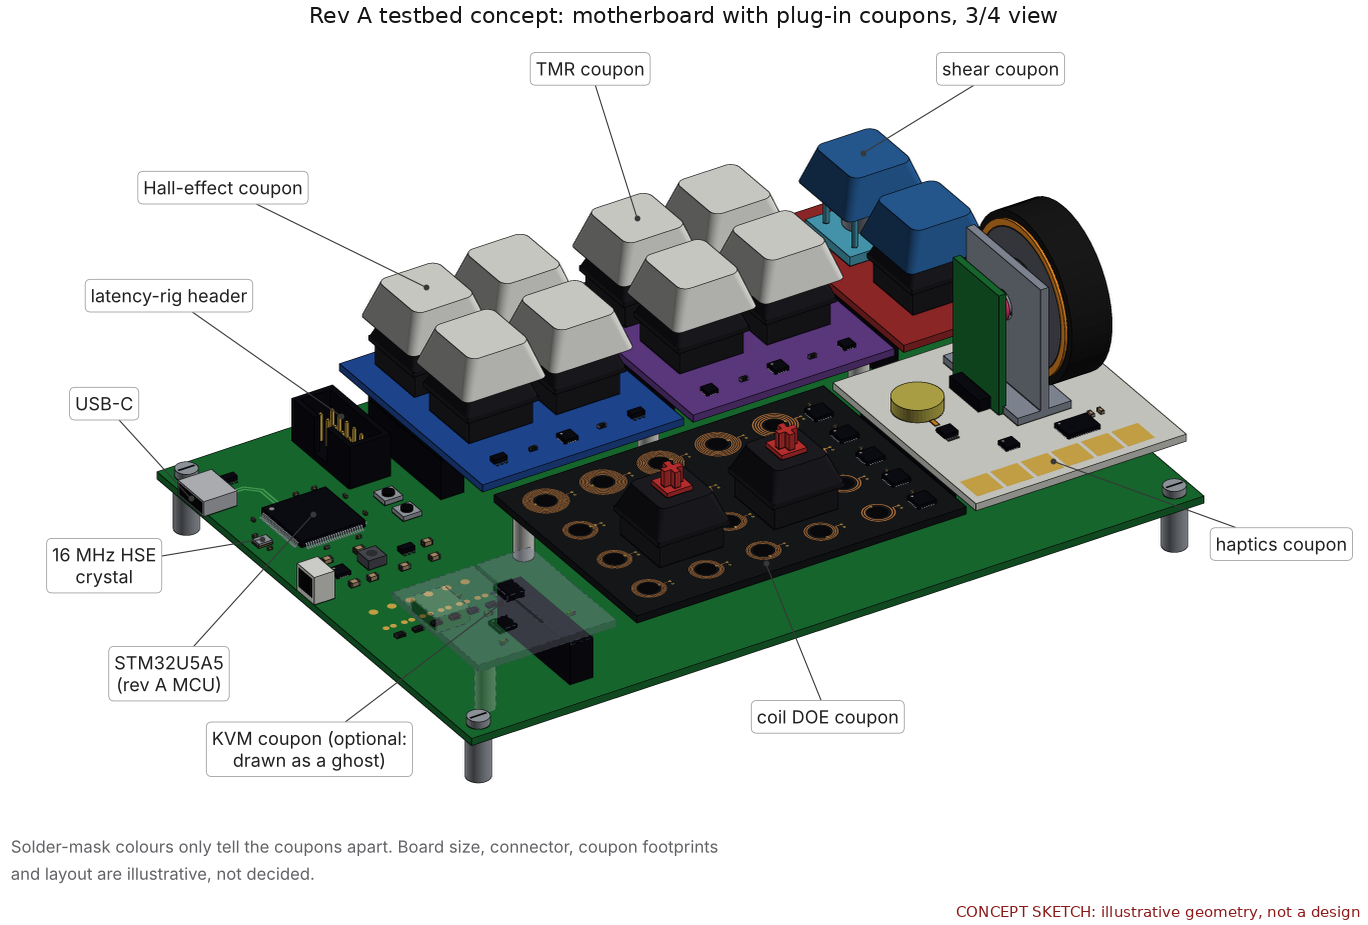 Rev A testbed concept: motherboard with plug-in coupons, 3/4 view
TMR coupon
shear coupon
Hall-effect coupon
latency-rig header
USB-C
16 MHz HSE
crystal
haptics coupon
STM32U5A5
(rev A MCU)
coil DOE coupon
KVM coupon (optional:
drawn as a ghost)
Solder-mask colours only tell the coupons apart. Board size, connector, coupon footprints
and layout are illustrative, not decided.
CONCEPT SKETCH: illustrative geometry, not a design